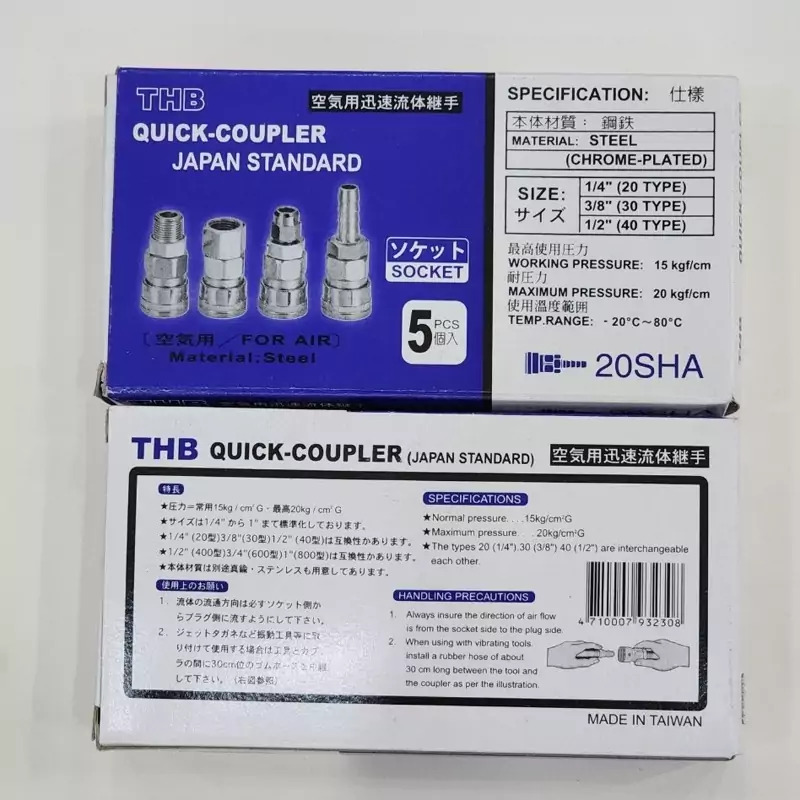 THB
空気用迅速流体継手
QUICK-COUPLER
JAPAN STANDARD
ソケット
SOCKET
[空気用/FOR AIR]
Material:Steel
5 PCS
個入
SPECIFICATION: 仕様
本体材質: 鋼鉄
MATERIAL: STEEL
(CHROME-PLATED)
SIZE:
サイズ
1/4" (20 TYPE)
3/8" (30 TYPE)
1/2" (40 TYPE)
最高使用圧力
WORKING PRESSURE: 15 kgf/cm
耐圧力
MAXIMUM PRESSURE: 20 kgf/cm
使用温度範囲
TEMP.RANGE: - 20°C~80°C
20SHA
THB QUICK-COUPLER (JAPAN STANDARD) 空気用迅速流体継手
特長
★圧力=常用15kg / cm² G・最高20kg / cm² G
★サイズは1/4" から 1" まで標準化しております。
★1/4" (20型)3/8"(30型)1/2" (40型)は互換性かあります。
★1/2" (400型)3/4"(600型)1"(800型)は互換性かあります。
★本体材質は別途真鍮・ステンレスも用意してあります。
使用上のお願い
1. 流体の流通方向は必すソケット側から
プラグ側に流すようにして下さい。
2. ジェットタガネなど振動工具等に取
り付けて使用する場合は工具とカプ
ラの間に30cm位のゴムホースを中継
して下さい。(右図参照)
SPECIFICATIONS
★Normal pressure. . . .15kg/cm²G
★Maximum pressure. . . . 20kg/cm²G
★The types 20 (1/4") 30 (3/8") 40 (1/2") are interchangeable
each other.
HANDLING PRECAUTIONS
1. Always insure the direction of air flow
is from the socket side to the plug side.
2. When using with vibrating tools.
install a rubber hose of about
30 cm long between the tool and
the coupler as per the illustration.
4 710007 932308
MADE IN TAIWAN